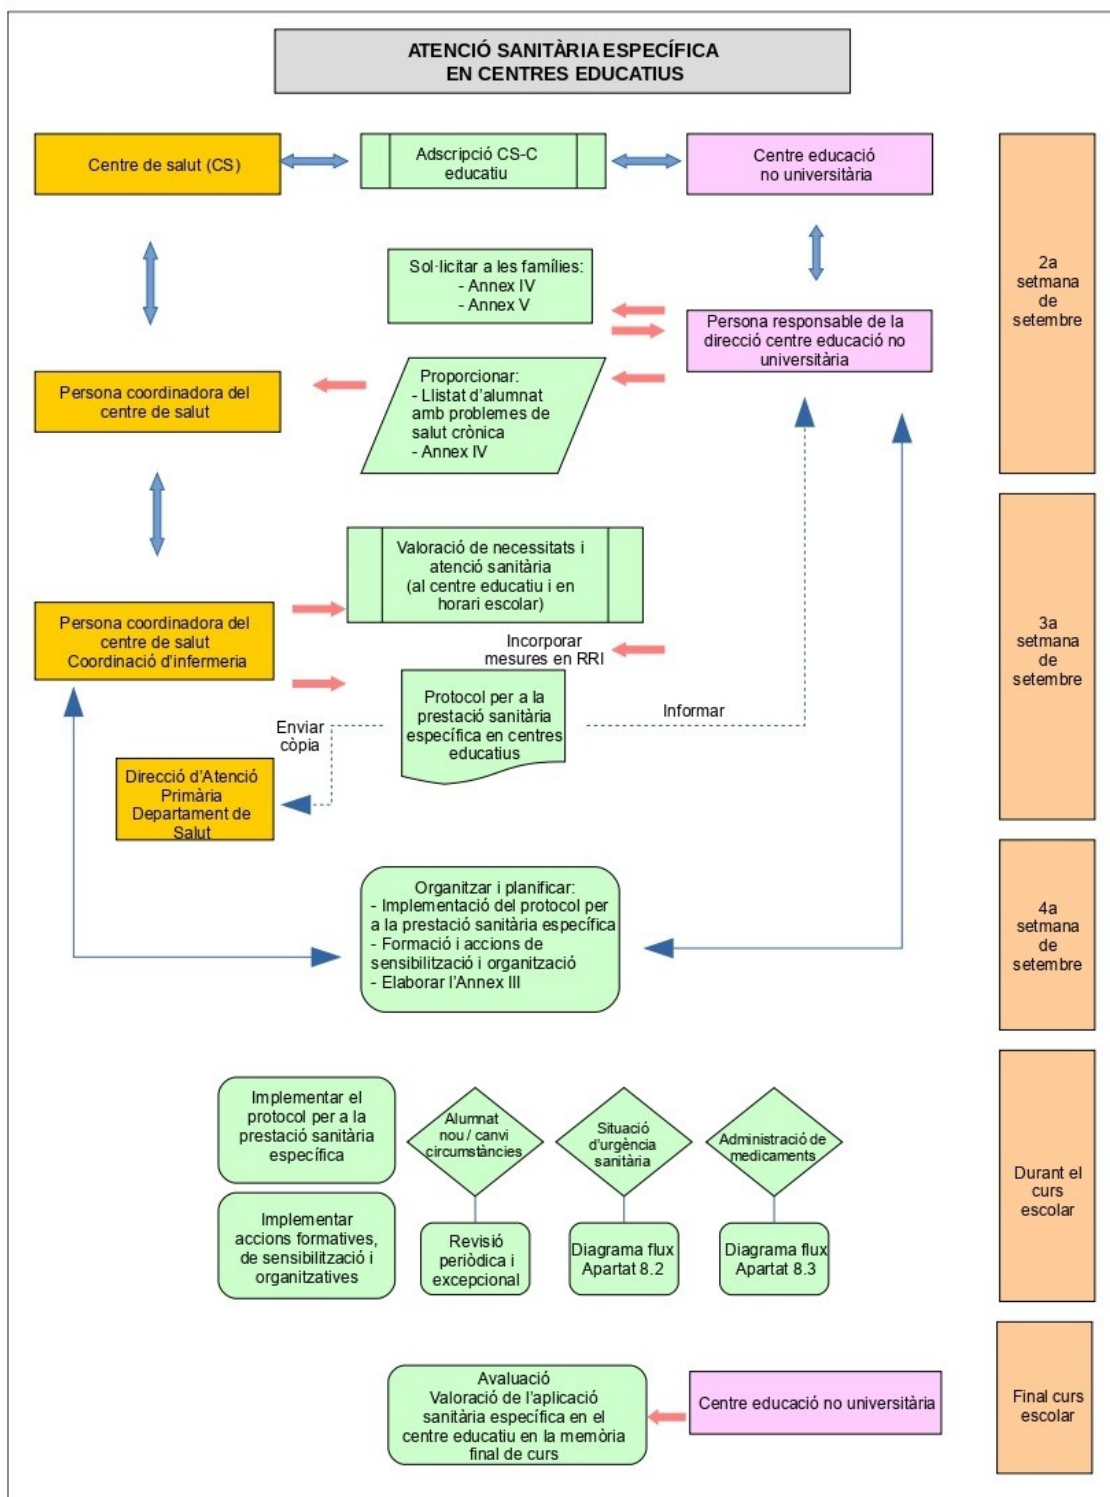 ATENCIÓ SANITÀRIA ESPECÍFICA
EN CENTRES EDUCATIUS
Centre de salut (CS)
Adscripció CS-C
educatiu
Centre educació
no universitària
2a
setmana
de
setembre
Sol·licitar a les famílies:
- Annex IV
- Annex V
Persona responsable de la
direcció centre educació no
universitària
Persona coordinadora del
centre de salut
Proporcionar:
- Llistat d'alumnat
amb problemes de
salut crònica
- Annex IV
Valoració de necessitats i
atenció sanitària
(al centre educatiu i en
horari escolar)
3a
setmana
de
setembre
Persona coordinadora del
centre de salut
Coordinació d'infermeria
Incorporar
mesures en RRI
Protocol per a la
prestació sanitària
específica en centres
educatius
Informar
Enviar
còpia
Direcció d'Atenció
Primària
Departament de
Salut
Organitzar i planificar:
- Implementació del protocol per
a la prestació sanitària específica
- Formació i accions de
sensibilització i organització
- Elaborar l'Annex III
4a
setmana
de
setembre
Implementar el
protocol per a la
prestació sanitària
específica
Alumnat
nou / canvi
circumstàncies
Situació
d'urgència
sanitària
Administració de
medicaments
Durant el
curs
escolar
Implementar
accions formatives,
de sensibilització i
organitzatives
Revisió
periòdica i
excepcional
Diagrama flux
Apartat 8.2
Diagrama flux
Apartat 8.3
Avaluació
Valoració de l'aplicació
sanitària específica en el
centre educatiu en la memòria
final de curs
Centre educació no universitària
Final curs
escolar